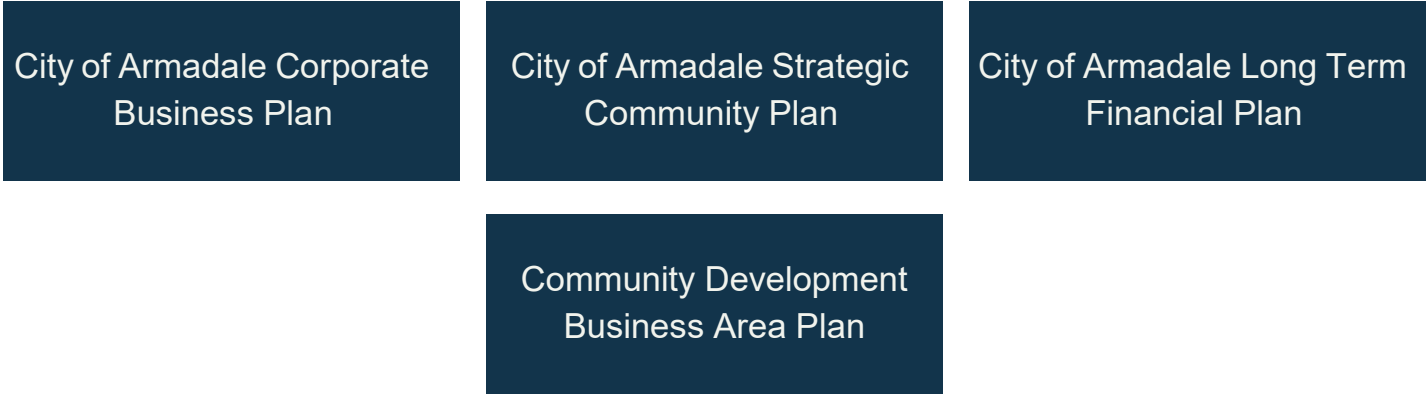 City of Armadale Corporate
Business Plan
City of Armadale Strategic
Community Plan
City of Armadale Long Term
Financial Plan
Community Development
Business Area Plan